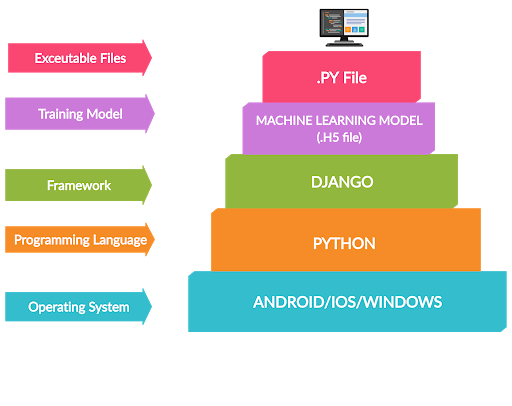 Exceutable Files
.PY File
Training Model
MACHINE LEARNING MODEL
(.H5 file)
Framework
DJANGO
Programming Language
PYTHON
Operating System
ANDROID/IOS/WINDOWS